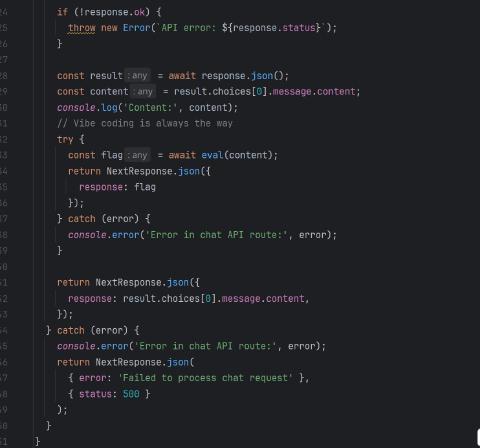 24 if (!response.ok) {
25 throw new Error(`API error: ${response.status}`);
26 }
27
28 const result : any = await response.json();
29 const content : any = result.choices[0].message.content;
30 console.log('Content:', content);
31 // Vibe coding is always the way
32 try {
33 const flag : any = await eval(content);
34 return NextResponse.json({
35 response: flag
36 });
37 } catch (error) {
38 console.error('Error in chat API route:', error);
39 }
40
41 return NextResponse.json({
42 response: result.choices[0].message.content,
43 });
44 } catch (error) {
45 console.error('Error in chat API route:', error);
46 return NextResponse.json(
47 { error: 'Failed to process chat request' },
48 { status: 500 }
49 );
50 }
51 }